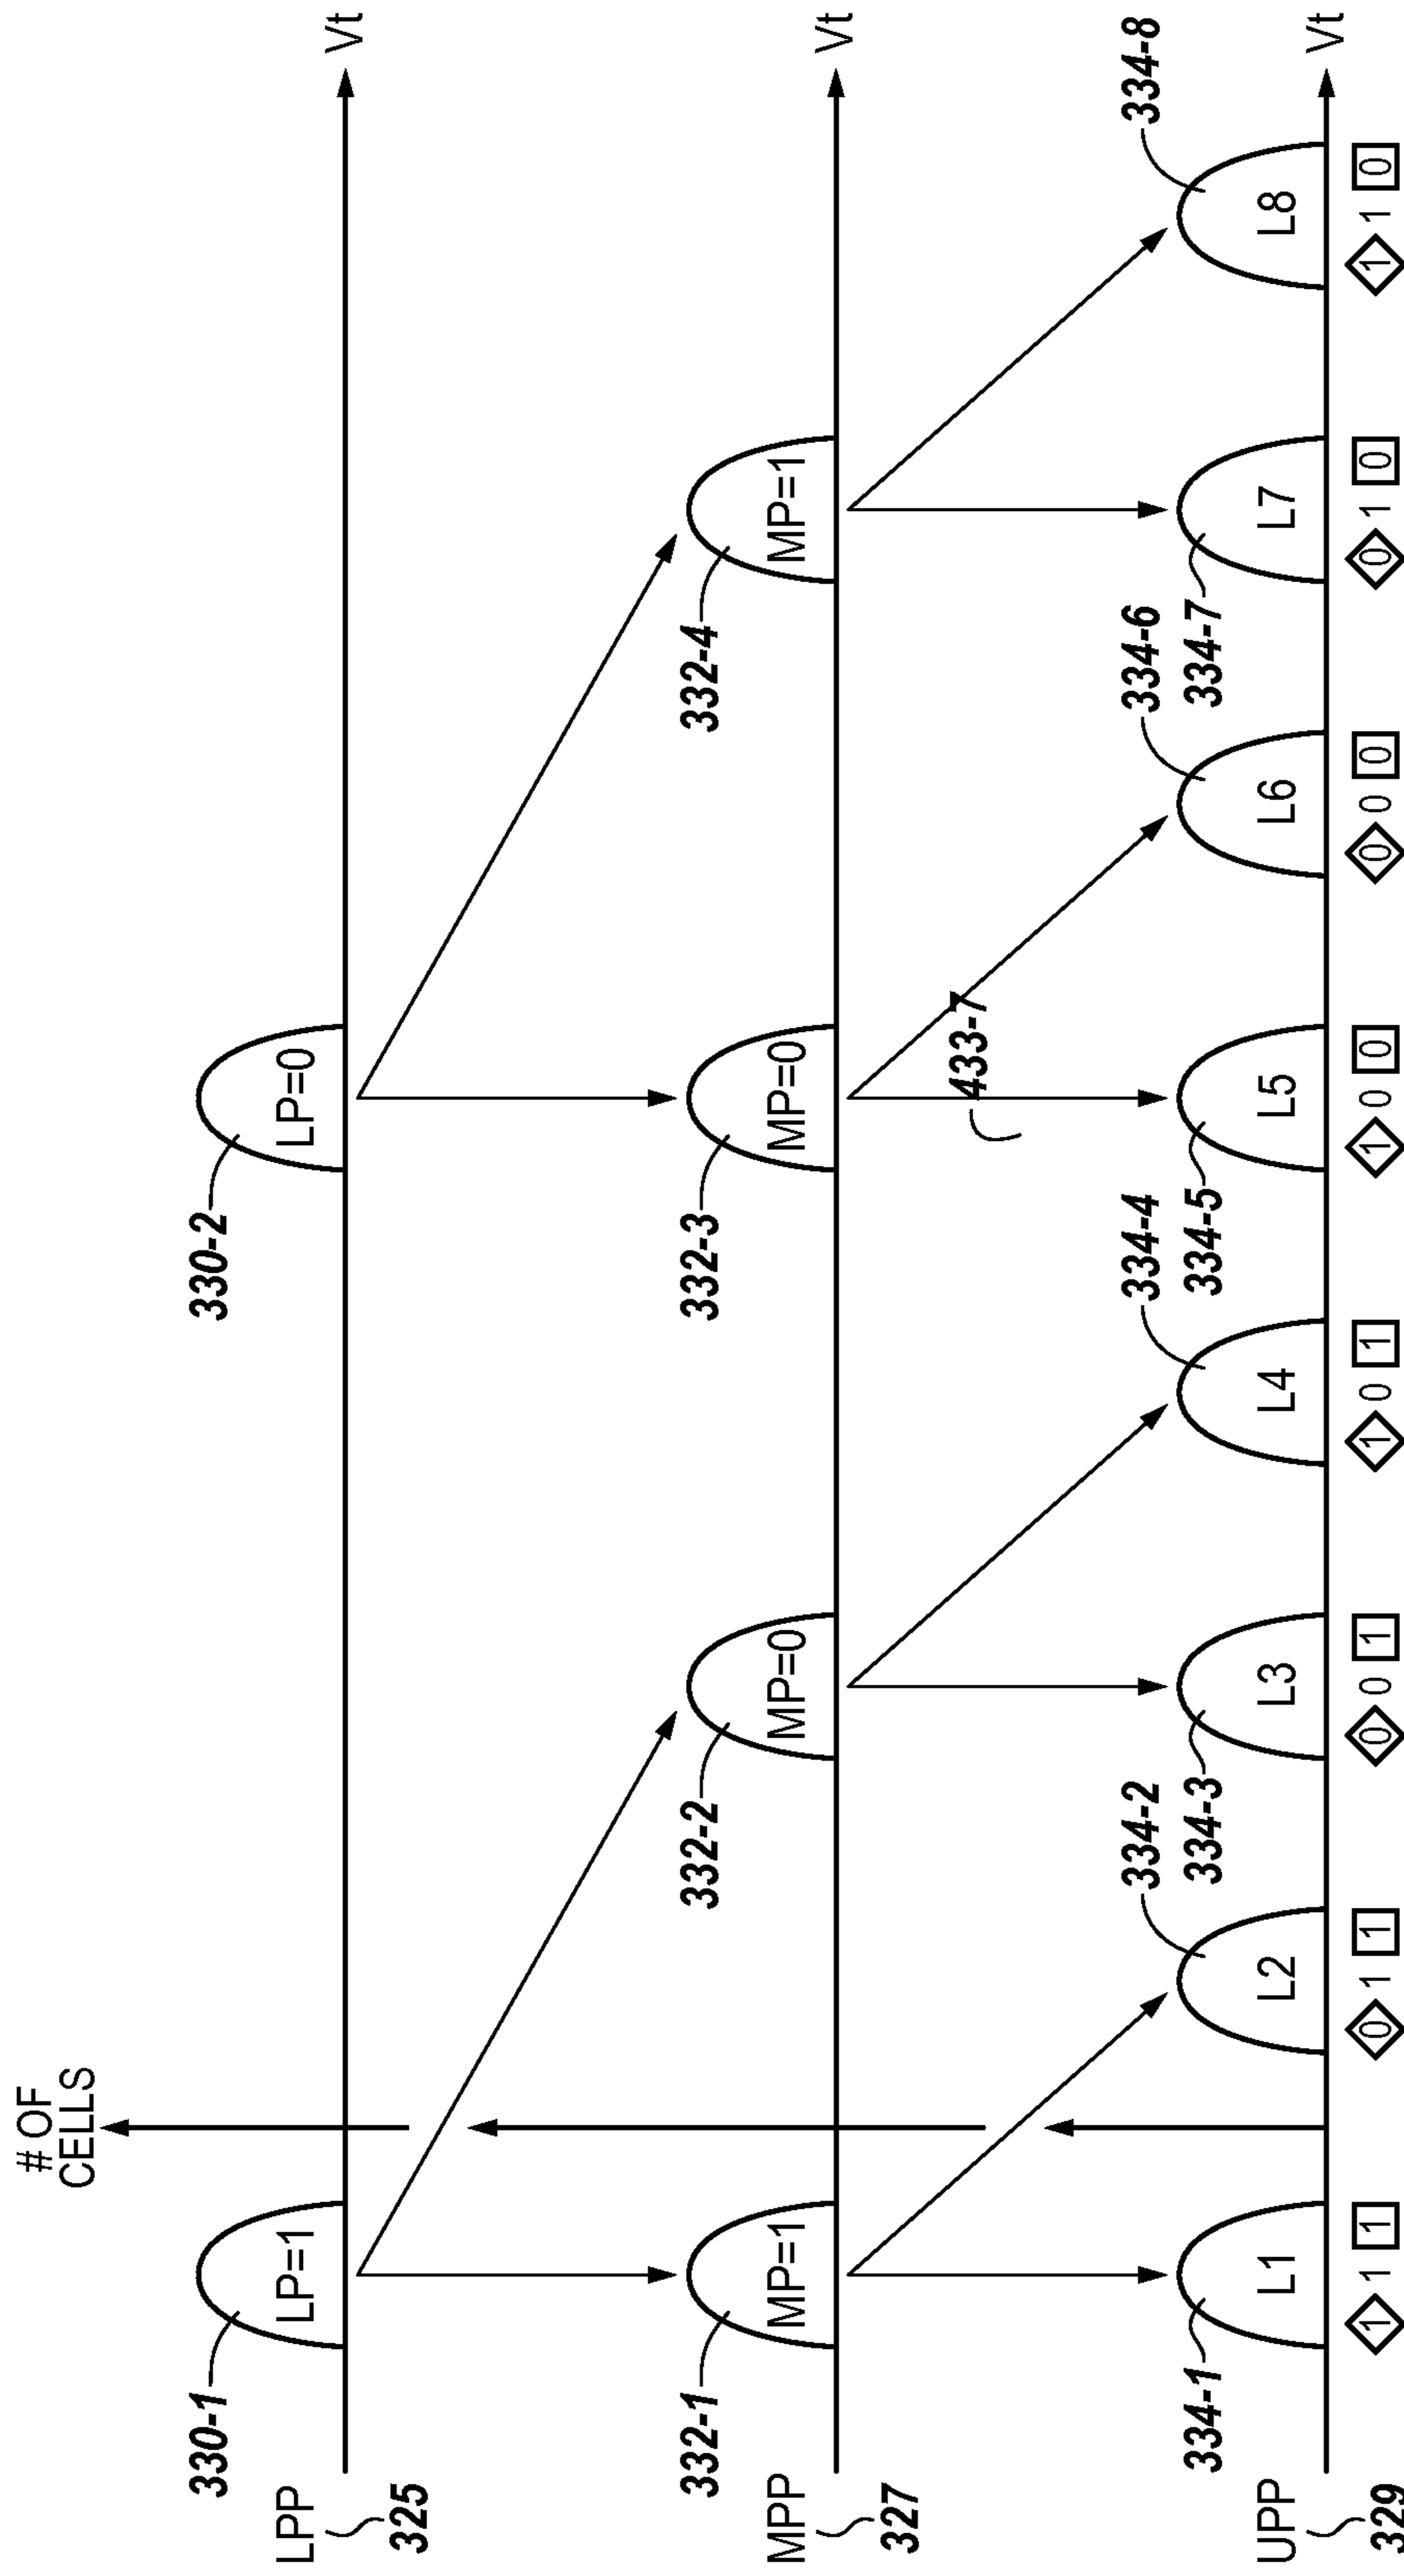 # OF
CELLS
330-1
LP=1
330-2
LP=0
Vt
LPP
325
332-1
MP=1
332-2
MP=0
332-3
MP=0
332-4
MP=1
Vt
MPP
327
433-7
334-2
334-4
334-6
334-8
334-1
334-3
334-5
334-7
L1
L2
L3
L4
L5
L6
L7
L8
Vt
UPP
329
1 1 1
0 1 1
0 0 1
1 0 1
1 0 0
0 0 0
0 1 0
1 1 0